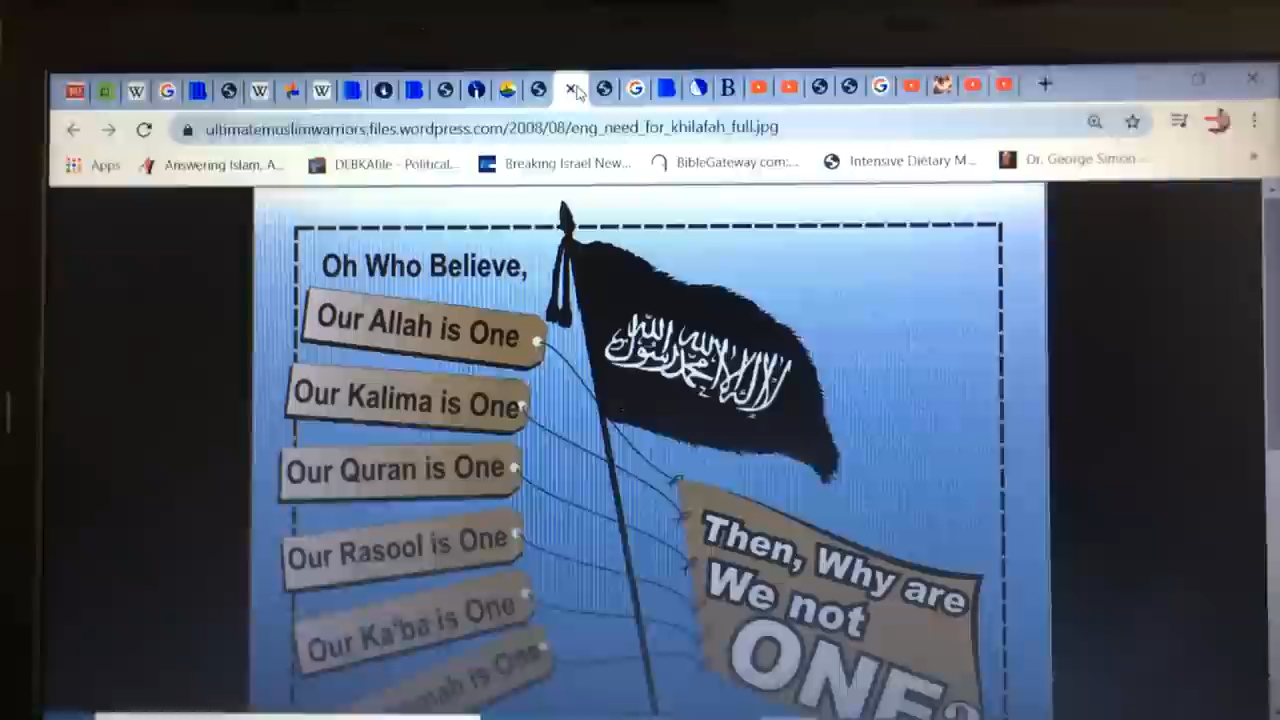 ultimatemuslimwarriors.files.wordpress.com/2008/08/eng_need_for_khilafah_full.jpg
Apps
Answering Islam, A...
DEBKAfile - Political...
Breaking Israel New...
BibleGateway.com:...
Intensive Dietary M...
Dr. George Simon
Oh Who Believe,
Our Allah is One
Our Kalima is One
Our Quran is One
Our Rasool is One
Our Ka'ba is One
is One
لا إله إلا الله محمد رسول الله
Then, Why are
We not
ONE?